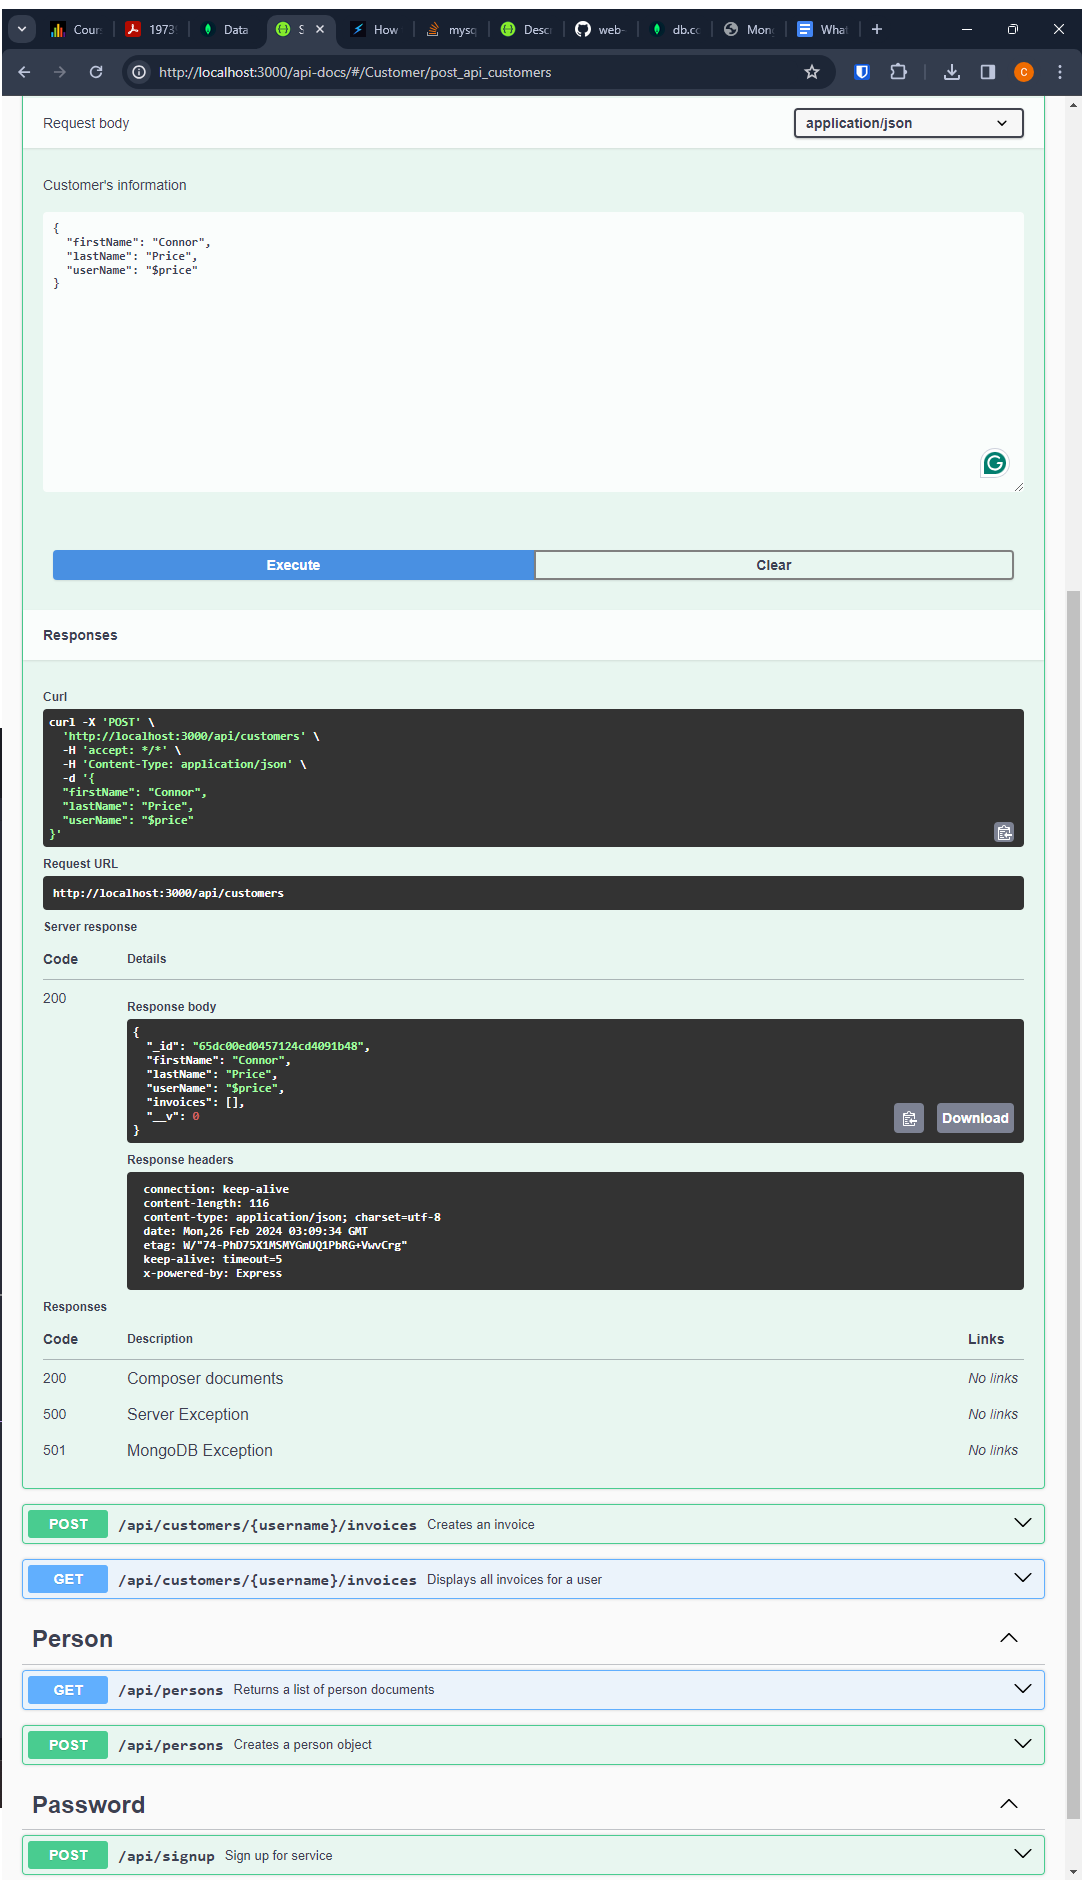 Cour
1973
Data
S
How
mysq
Desc
web-
db.cc
Mon
What
http://localhost:3000/api-docs/#/Customer/post_api_customers
C
Request body
application/json
Customer's information
{
"firstName": "Connor",
"lastName": "Price",
"userName": "$price"
}
Execute
Clear
Responses
Curl
curl -X 'POST' \
'http://localhost:3000/api/customers' \
-H 'accept: */*' \
-H 'Content-Type: application/json' \
-d '{
"firstName": "Connor",
"lastName": "Price",
"userName": "$price"
}'
Request URL
http://localhost:3000/api/customers
Server response
Code Details
200
Response body
{
"_id": "65dc00ed0457124cd4091b48",
"firstName": "Connor",
"lastName": "Price",
"userName": "$price",
"invoices": [],
"__v": 0
}
Download
Response headers
connection: keep-alive
content-length: 116
content-type: application/json; charset=utf-8
date: Mon,26 Feb 2024 03:09:34 GMT
etag: W/"74-PhD75X1MSMYGmUQ1PbRG+VwvCrg"
keep-alive: timeout=5
x-powered-by: Express
Responses
Code Description Links
200 Composer documents No links
500 Server Exception No links
501 MongoDB Exception No links
POST /api/customers/{username}/invoices Creates an invoice
GET /api/customers/{username}/invoices Displays all invoices for a user
Person
GET /api/persons Returns a list of person documents
POST /api/persons Creates a person object
Password
POST /api/signup Sign up for service